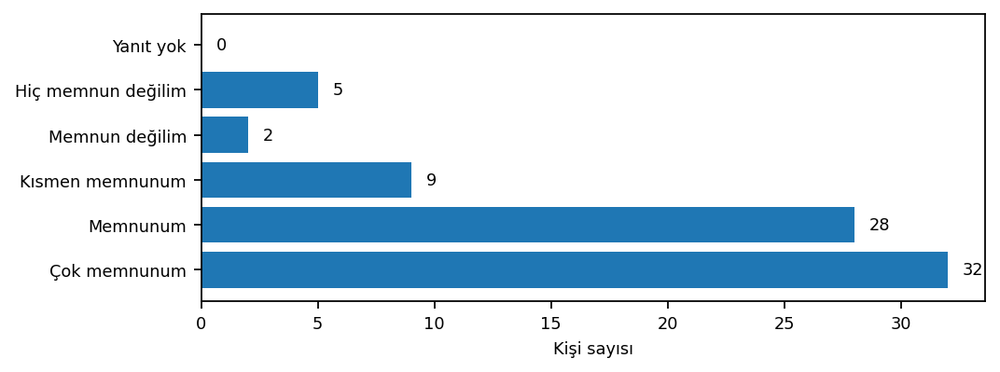 Yanıt yok 0
Hiç memnun değilim 5
Memnun değilim 2
Kısmen memnunum 9
Memnunum 28
Çok memnunum 32
0 5 10 15 20 25 30
Kişi sayısı